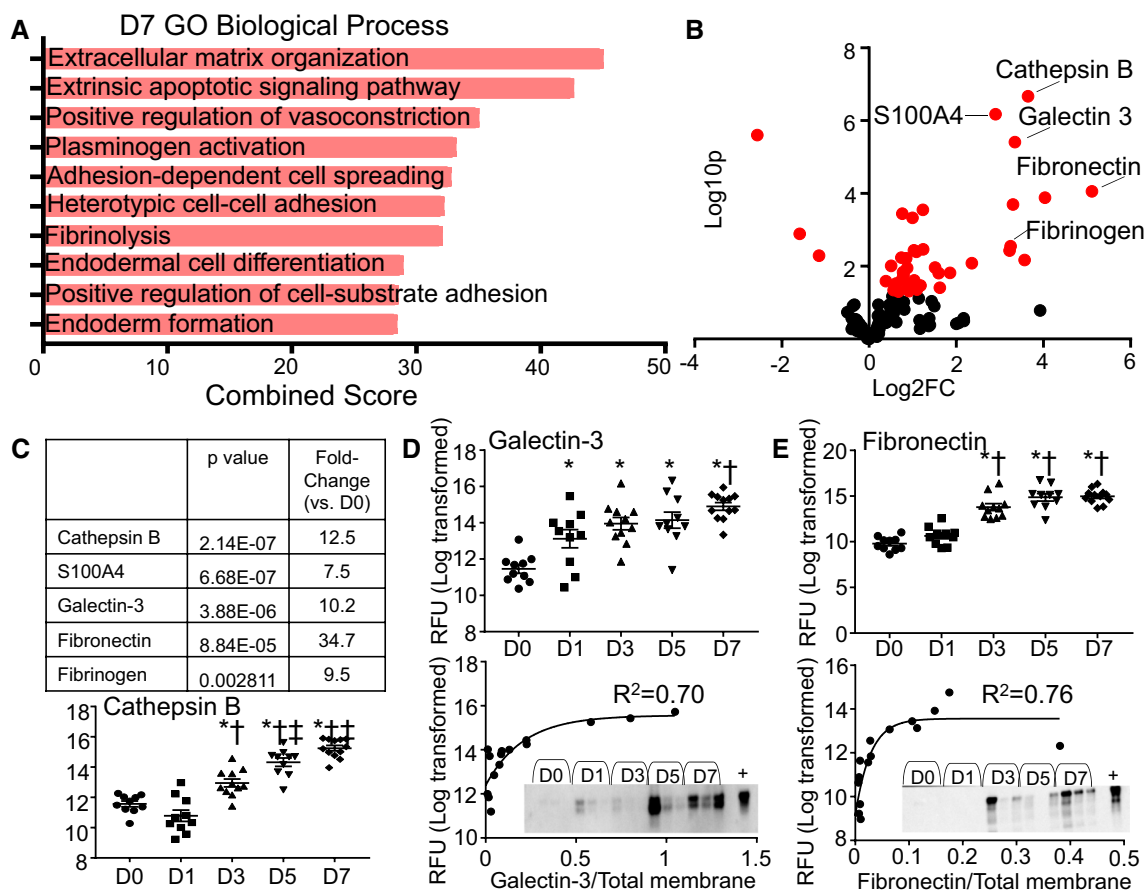 A
D7 GO Biological Process
Extracellular matrix organization
Extrinsic apoptotic signaling pathway
Positive regulation of vasoconstriction
Plasminogen activation
Adhesion-dependent cell spreading
Heterotypic cell-cell adhesion
Fibrinolysis
Endodermal cell differentiation
Positive regulation of cell-substrate adhesion
Endoderm formation
0 10 20 30 40 50
Combined Score
B
8
6
4
2
Log10p
Cathepsin B
S100A4
Galectin 3
Fibronectin
Fibrinogen
-4 -2 0 2 4 6
Log2FC
C
p value Fold-Change (vs. D0)
Cathepsin B 2.14E-07 12.5
S100A4 6.68E-07 7.5
Galectin-3 3.88E-06 10.2
Fibronectin 8.84E-05 34.7
Fibrinogen 0.002811 9.5
Cathepsin B
18
16
14
12
10
8
*† *†‡ *†‡
D0 D1 D3 D5 D7
D
Galectin-3
RFU (Log transformed)
18
16
14
12
10
8
* * * *†
D0 D1 D3 D5 D7
RFU (Log transformed)
18
16
14
12
10
R²=0.70
D0 D1 D3 D5 D7 +
0 0.5 1 1.5
Galectin-3/Total membrane
E
Fibronectin
RFU (Log transformed)
20
15
10
5
0
*† *† *†
D0 D1 D3 D5 D7
RFU (Log transformed)
16
14
12
10
8
R²=0.76
D0 D1 D3 D5 D7 +
0 0.1 0.2 0.3 0.4 0.5
Fibronectin/Total membrane